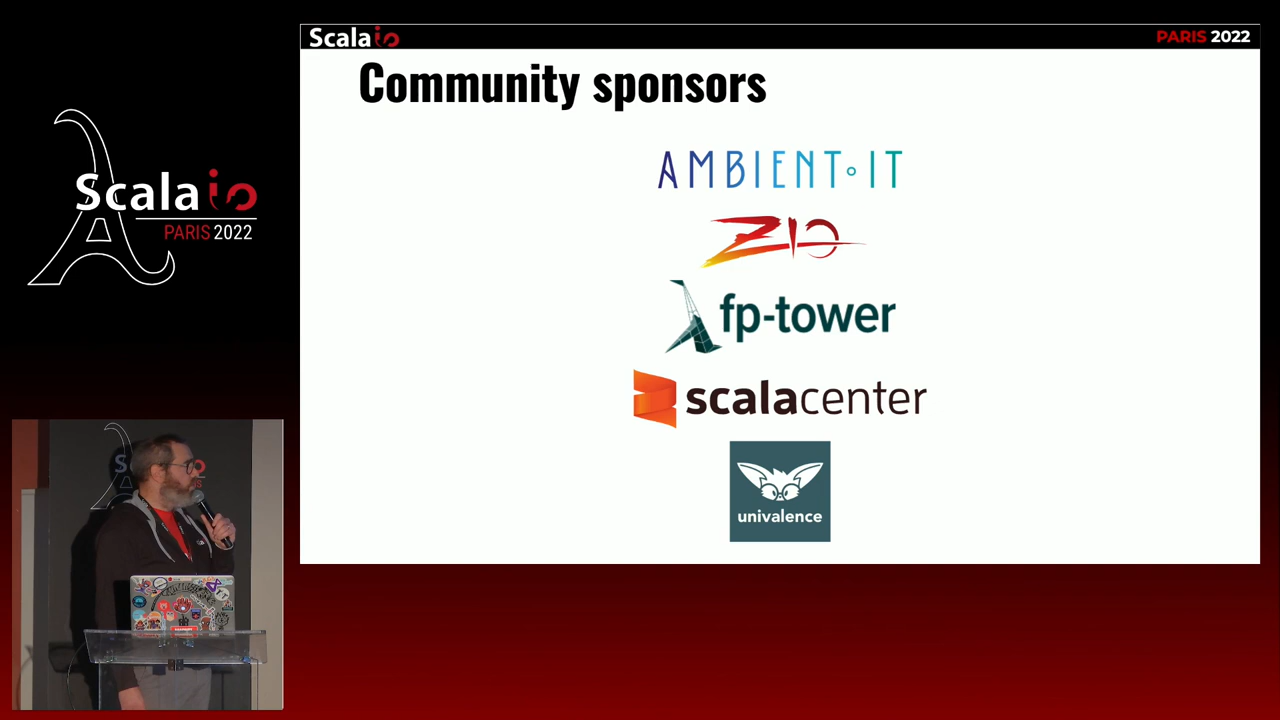 Scala io
PARIS 2022
Community sponsors
AMBIENT IT
ZIO
fp-tower
scalacenter
univalence
Scala io
PARIS 2022